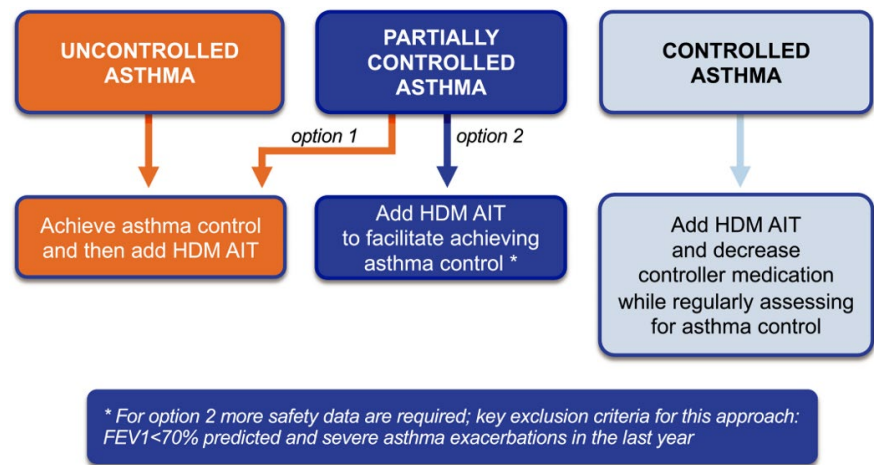 UNCONTROLLED
ASTHMA
PARTIALLY
CONTROLLED
ASTHMA
CONTROLLED
ASTHMA
option 1
option 2
Achieve asthma control
and then add HDM AIT
Add HDM AIT
to facilitate achieving
asthma control *
Add HDM AIT
and decrease
controller medication
while regularly assessing
for asthma control
* For option 2 more safety data are required; key exclusion criteria for this approach:
FEV1<70% predicted and severe asthma exacerbations in the last year